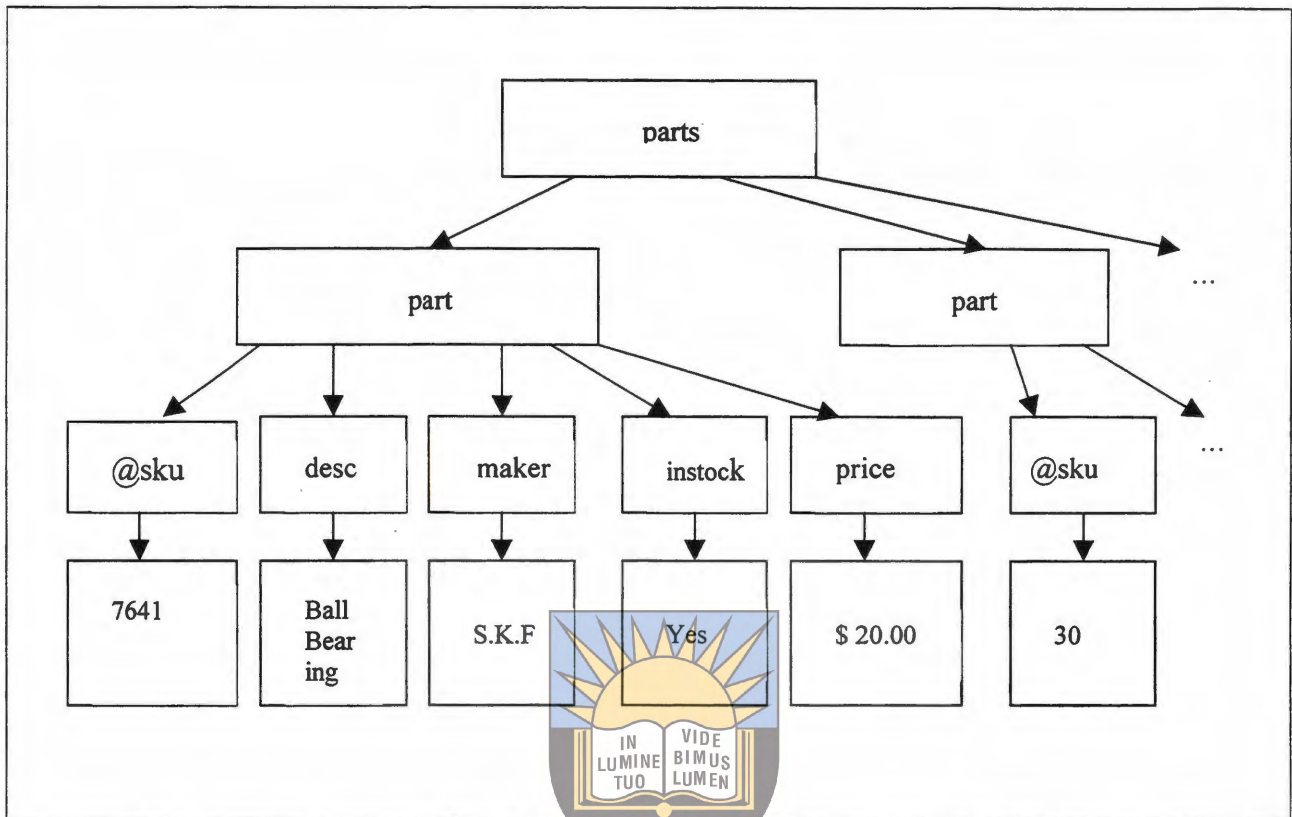 parts
part
part
...
@sku
desc
maker
instock
price
@sku
...
7641
Ball
Bear
ing
S.K.F
Yes
$ 20.00
30
IN
LUMINE
TUO
VIDE
BIMUS
LUMEN